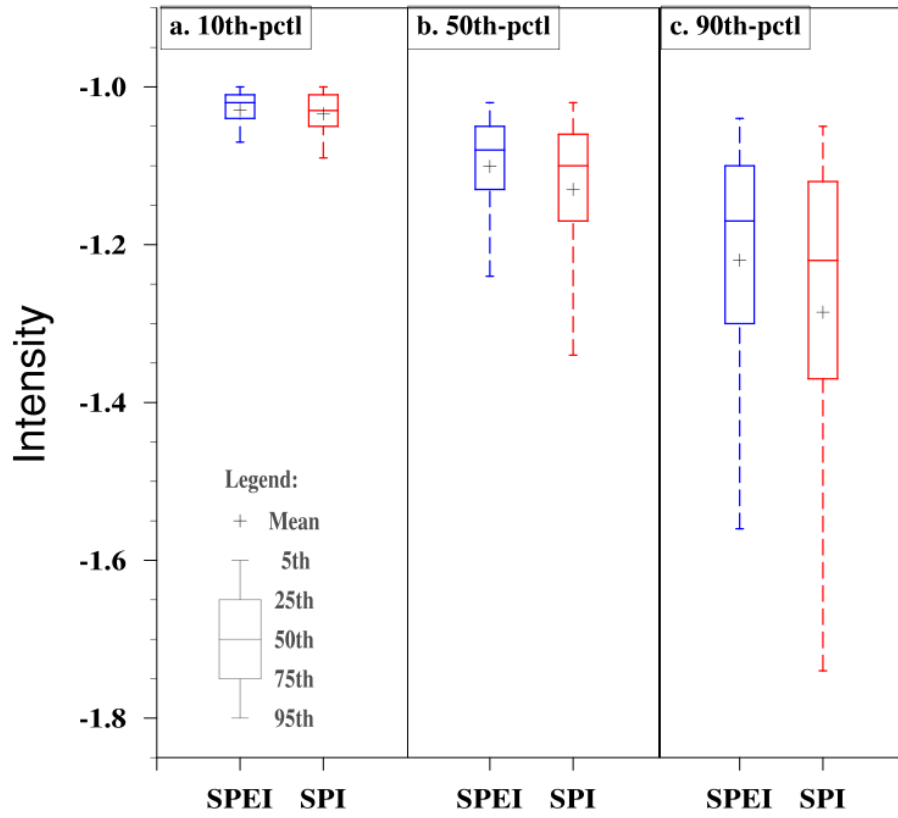 a. 10th-pctl
b. 50th-pctl
c. 90th-pctl
Intensity
-1.0
-1.2
-1.4
-1.6
-1.8
Legend:
Mean
5th
25th
50th
75th
95th
SPEI SPI SPEI SPI SPEI SPI